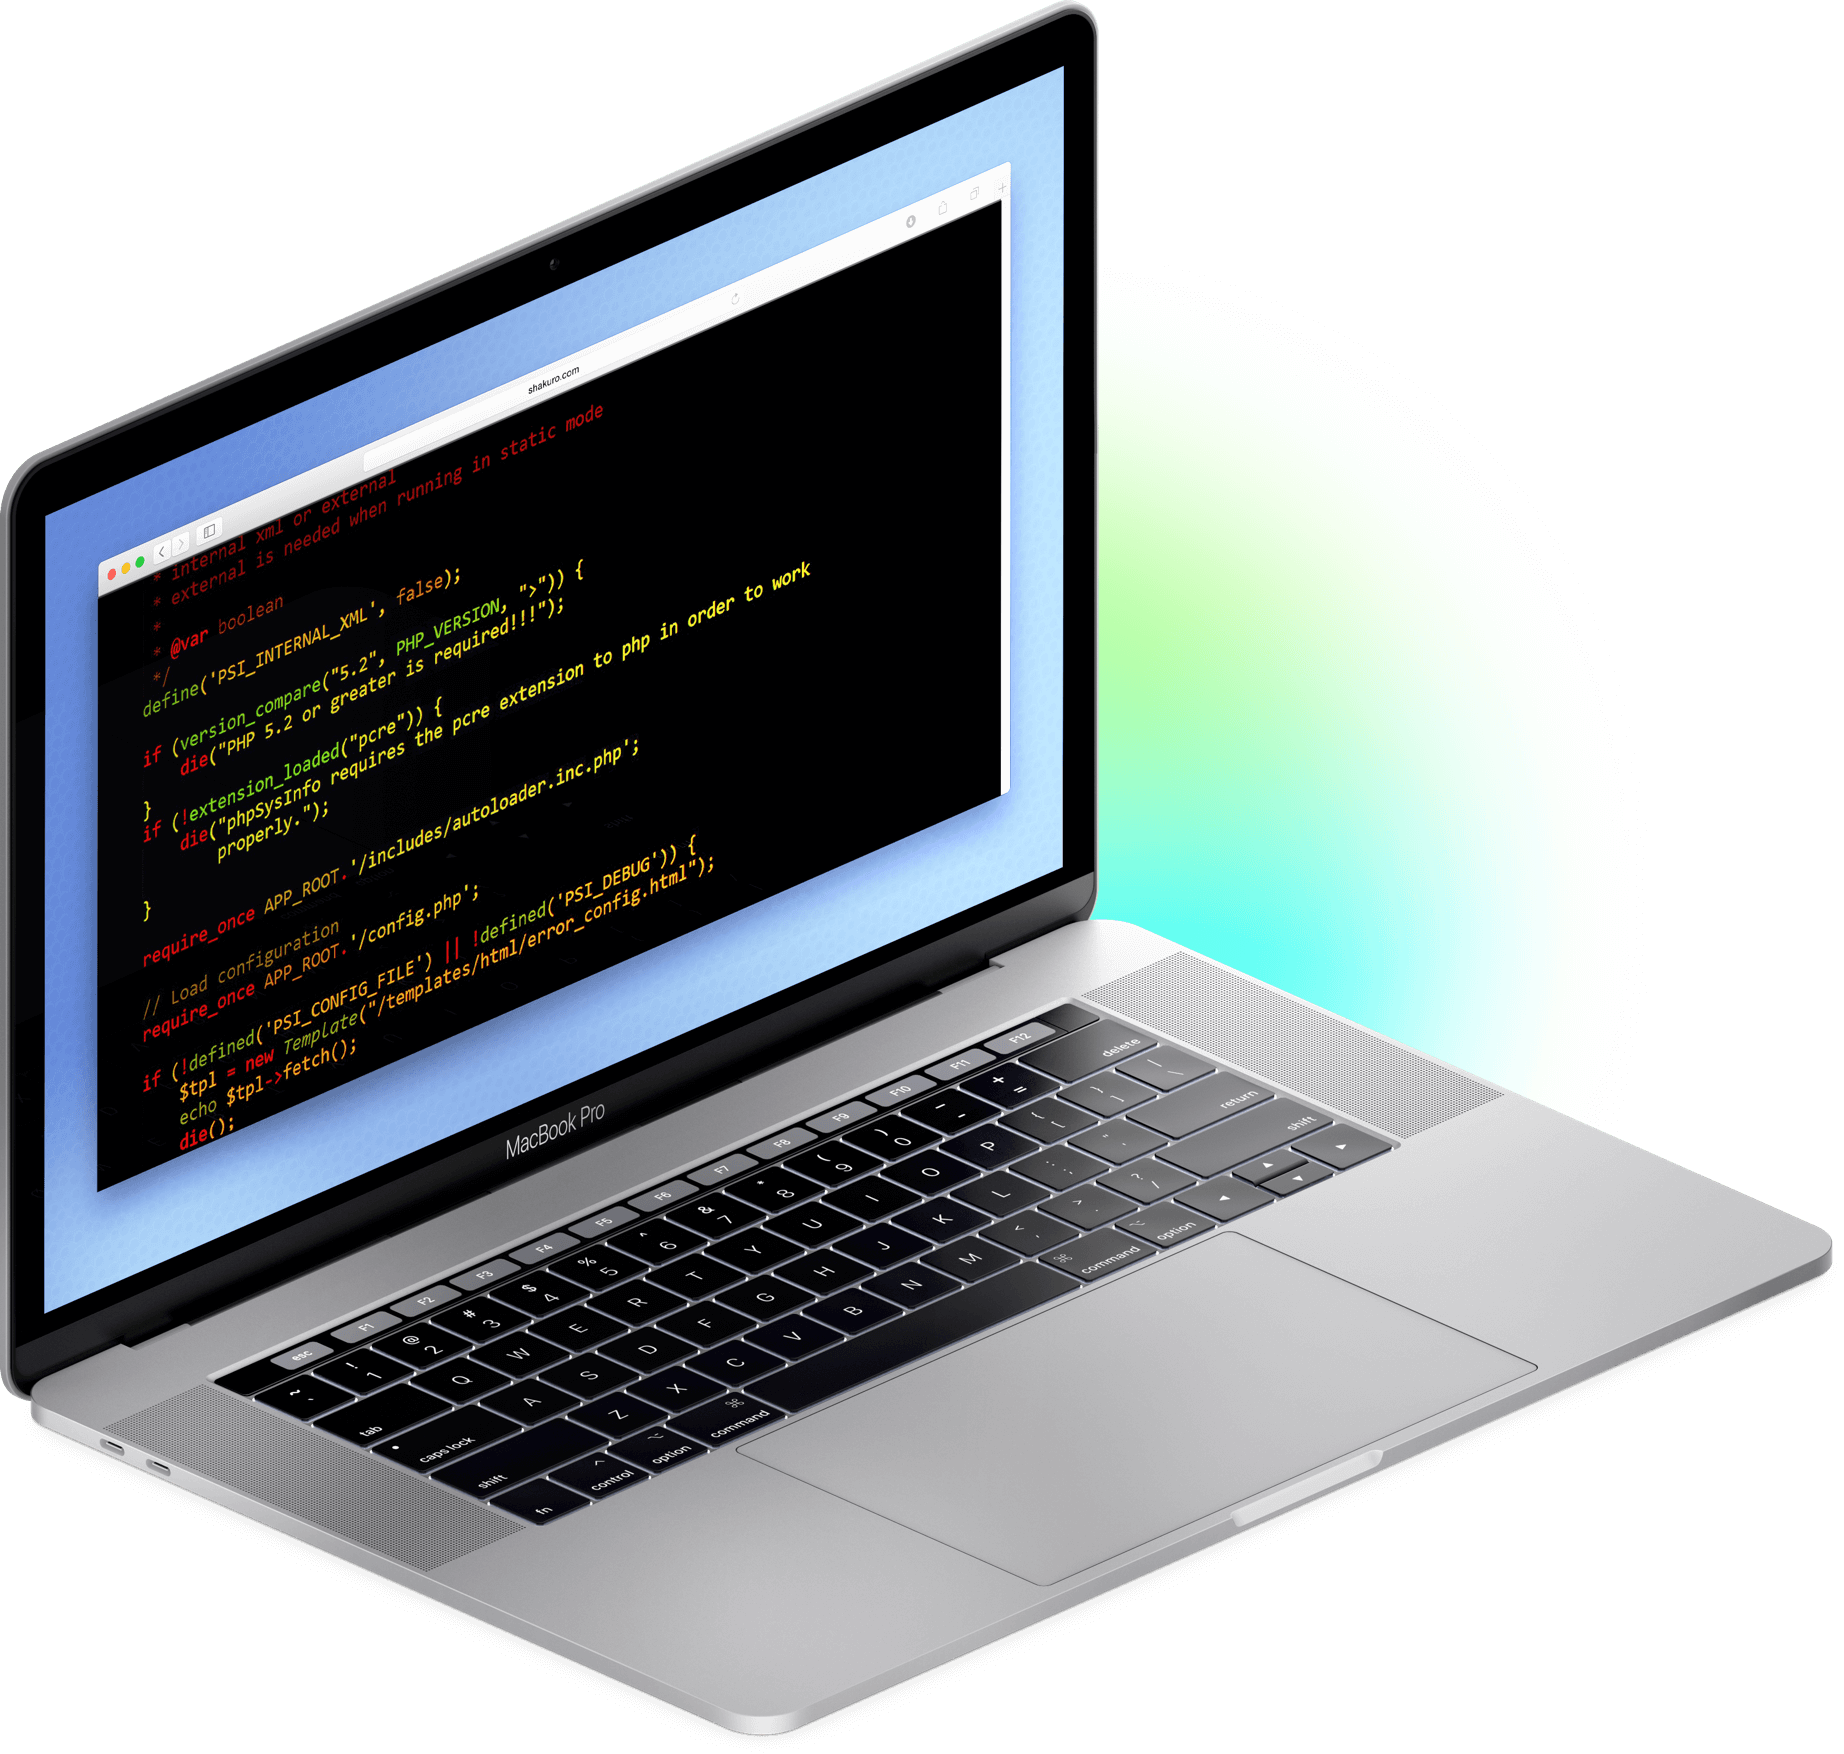 shakuro.com
* internal xml or external
* external is needed when running in static mode
*
* @var boolean
*/
define('PSI_INTERNAL_XML', false);
if (version_compare("5.2", PHP_VERSION, ">")) {
die("PHP 5.2 or greater is required!!!");
}
if (!extension_loaded("pcre")) {
die("phpSysInfo requires the pcre extension to php in order to work
properly.");
}
require_once APP_ROOT.'/includes/autoloader.inc.php';
// Load configuration
require_once APP_ROOT.'/config.php';
if (!defined('PSI_CONFIG_FILE') || !defined('PSI_DEBUG')) {
$tpl = new Template("/templates/html/error_config.html");
echo $tpl->fetch();
die();
MacBook Pro
esc F1 F2 F3 F4 F5 F6 F7 F8 F9 F10 F11 F12
~ ! 1 @ 2 # 3 $ 4 % 5 ^ 6 & 7 * 8 ( 9 ) 0 _ - + = delete
tab Q W E R T Y U I O P { [ } ] | \
caps lock A S D F G H J K L : ; " ' return
shift Z X C V B N M < , > . ? / shift
fn ^ control ⌥ option ⌘ command ⌘ command ⌥ option ◄ ▲ ▼ ►